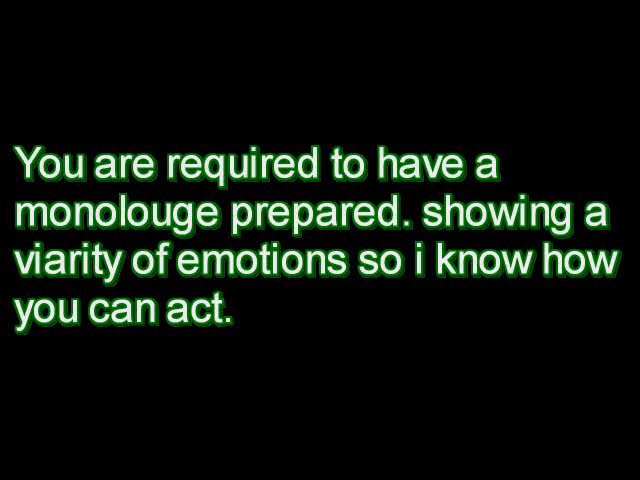 You are required to have a
monolouge prepared. showing a
viarity of emotions so i know how
you can act.